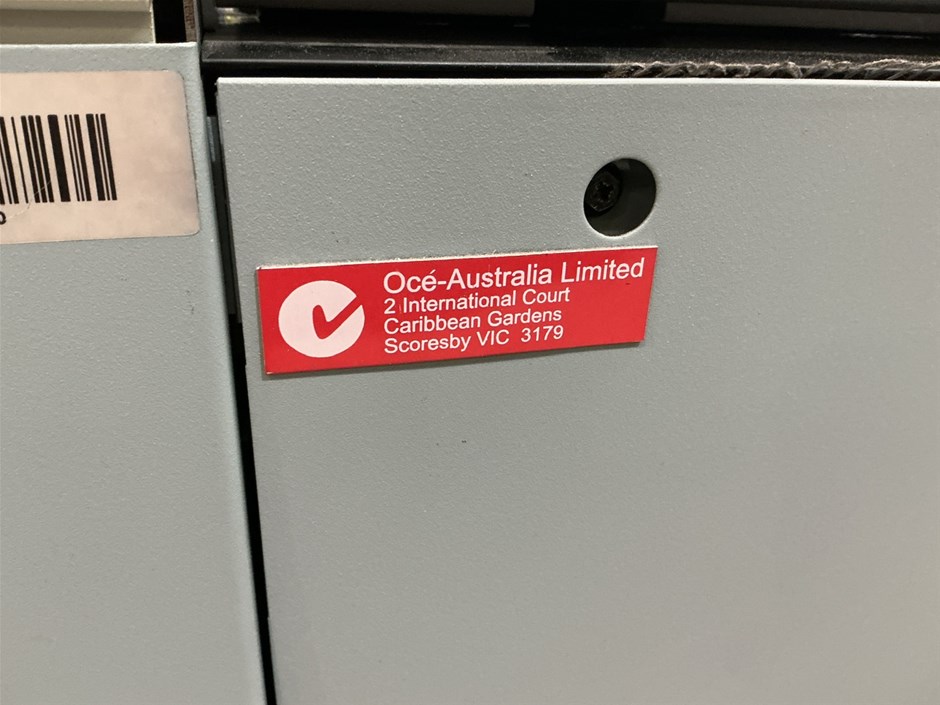 Océ-Australia Limited
2 International Court
Caribbean Gardens
Scoresby VIC 3179